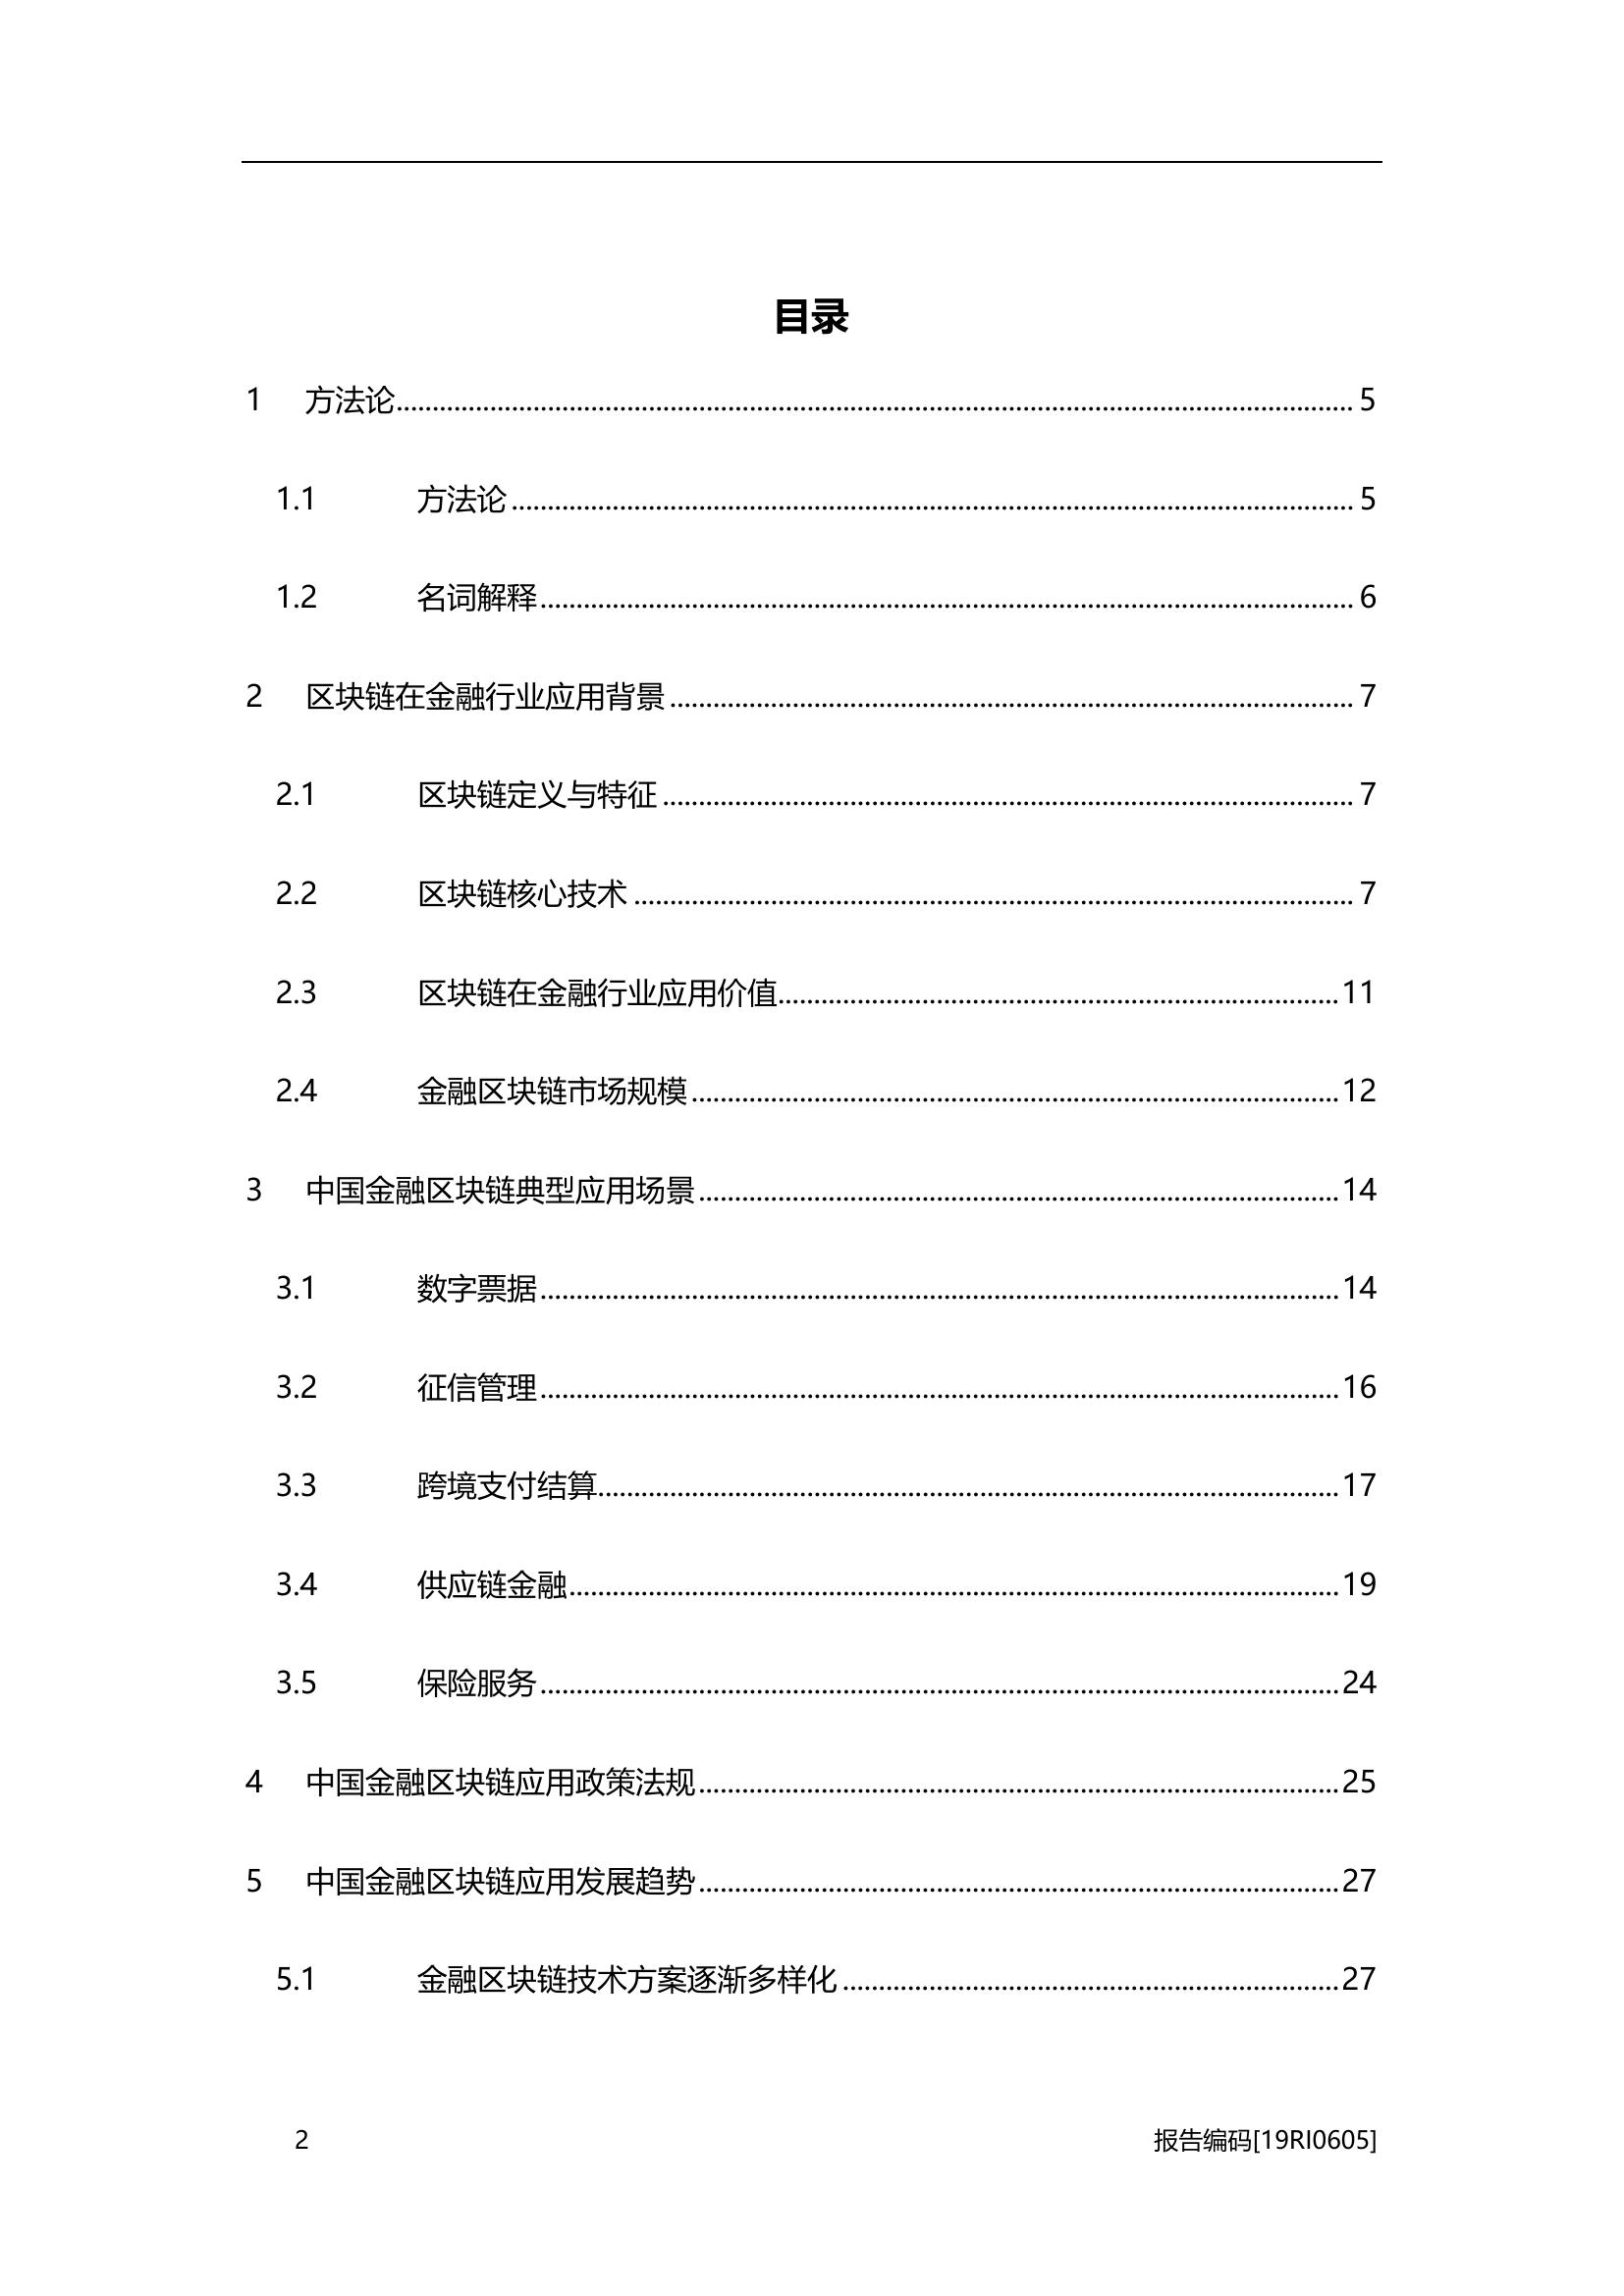 目录
1 方法论 5
1.1 方法论 5
1.2 名词解释 6
2 区块链在金融行业应用背景 7
2.1 区块链定义与特征 7
2.2 区块链核心技术 7
2.3 区块链在金融行业应用价值 11
2.4 金融区块链市场规模 12
3 中国金融区块链典型应用场景 14
3.1 数字票据 14
3.2 征信管理 16
3.3 跨境支付结算 17
3.4 供应链金融 19
3.5 保险服务 24
4 中国金融区块链应用政策法规 25
5 中国金融区块链应用发展趋势 27
5.1 金融区块链技术方案逐渐多样化 27
2 报告编码[19RI0605]